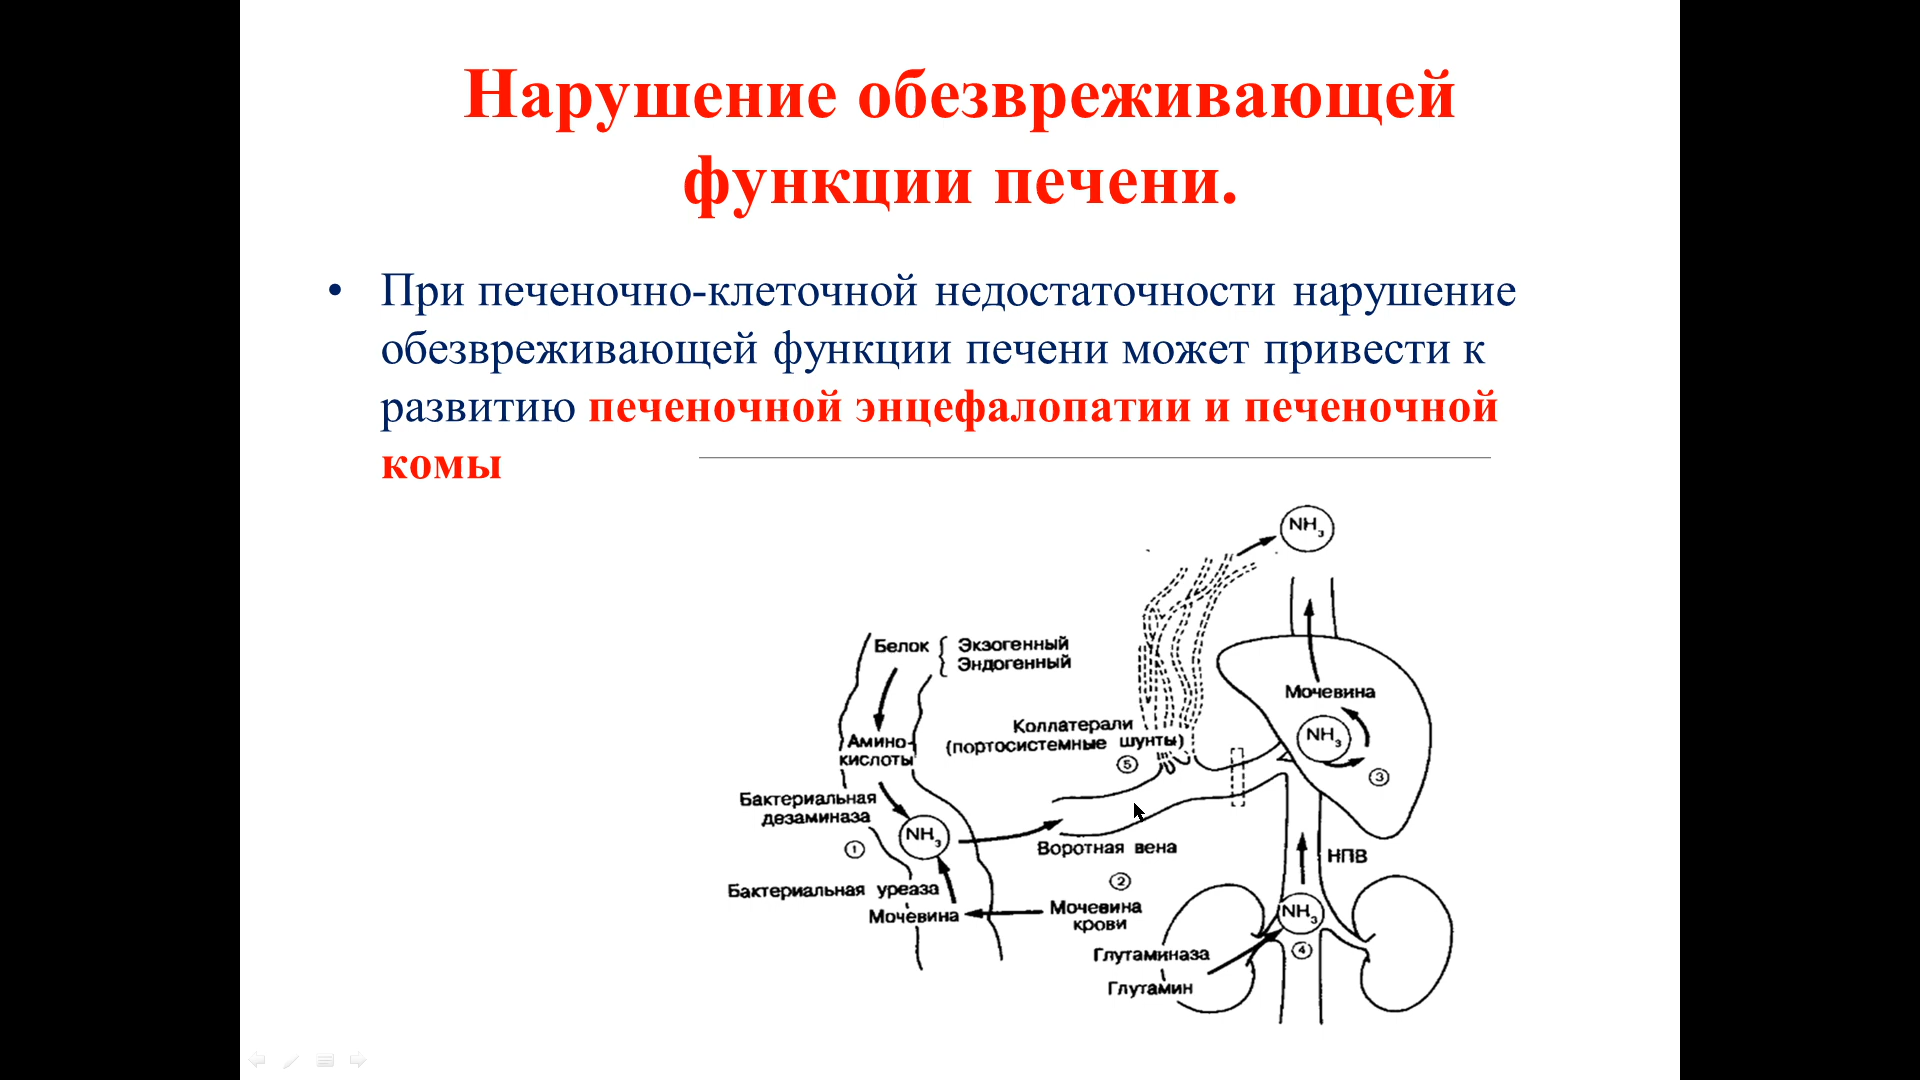 Нарушение обезвреживающей
функции печени.
• При печеночно-клеточной недостаточности нарушение
обезвреживающей функции печени может привести к
развитию печеночной энцефалопатии и печеночной
комы
NH₃
Белок { Экзогенный
Эндогенный
Мочевина
Коллатерали
(портосистемные шунты)
5
NH₃
3
Амино-
кислоты
Бактериальная
дезаминаза
NH₃
1
Воротная вена
НПВ
2
Бактериальная уреаза
Мочевина
Мочевина
крови
NH₃
4
Глутаминаза
Глутамин